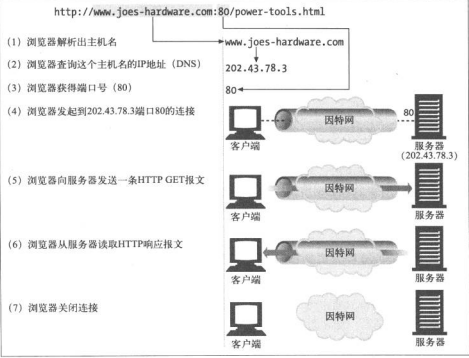 http://www.joes-hardware.com:80/power-tools.html
(1) 浏览器解析出主机名
www.joes-hardware.com
(2) 浏览器查询这个主机名的IP地址（DNS）
202.43.78.3
(3) 浏览器获得端口号（80）
80
(4) 浏览器发起到202.43.78.3端口80的连接
因特网
80
客户端
服务器
(202.43.78.3)
(5) 浏览器向服务器发送一条HTTP GET报文
因特网
客户端
服务器
(6) 浏览器从服务器读取HTTP响应报文
因特网
客户端
服务器
(7) 浏览器关闭连接
因特网
客户端
服务器